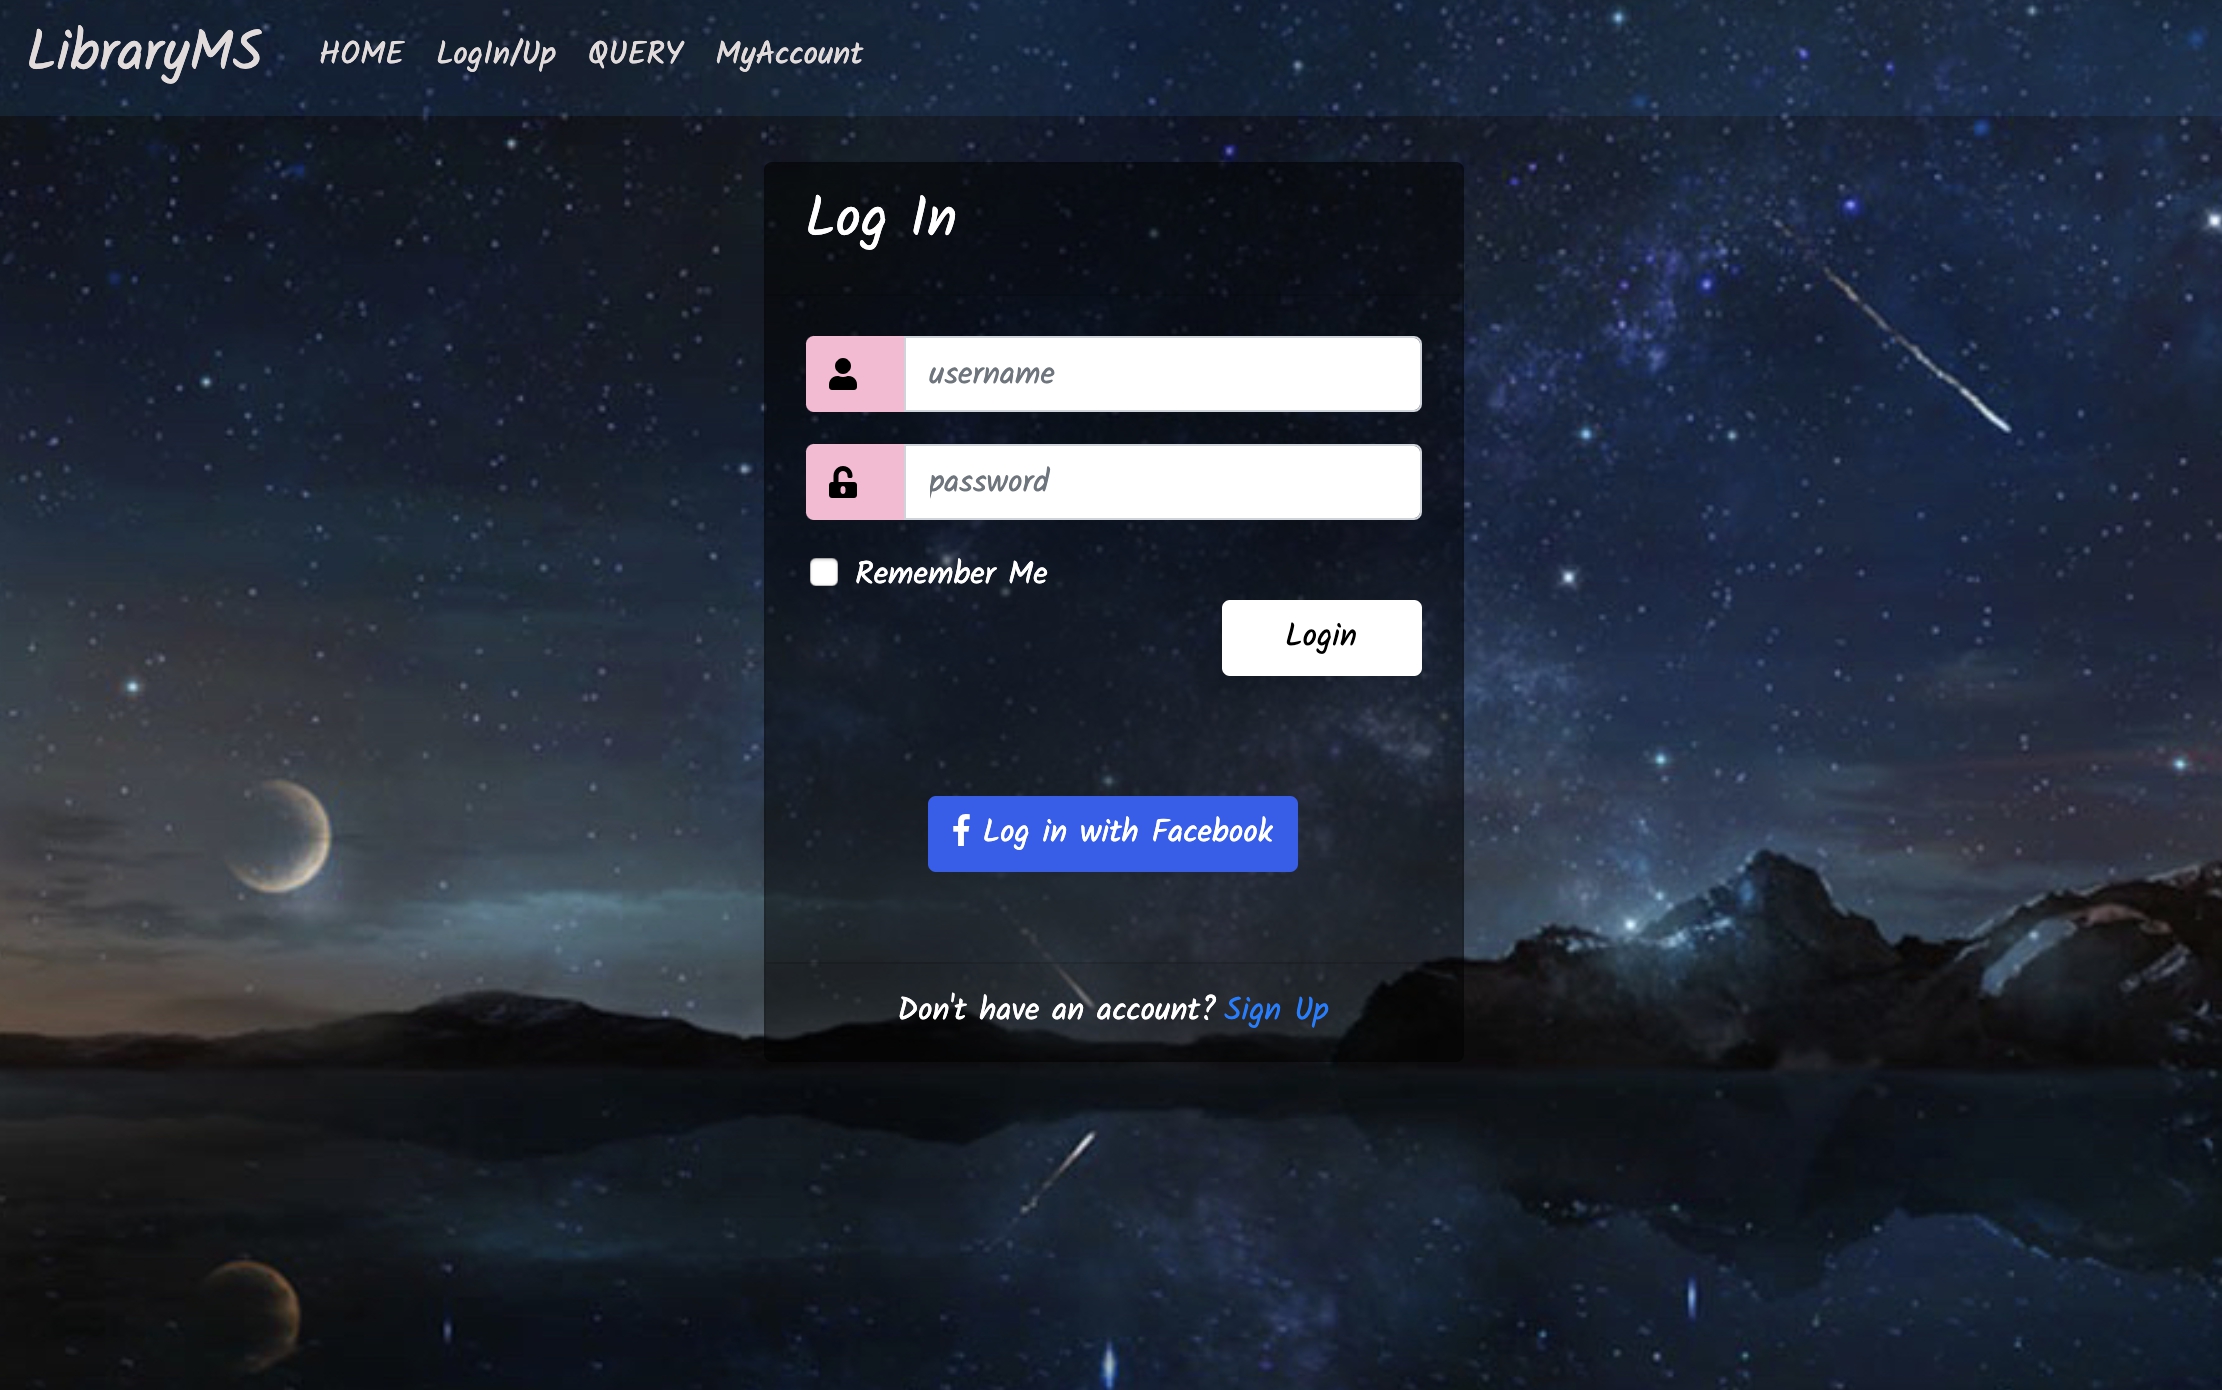 LibraryMS HOME LogIn/Up QUERY MyAccount
Log In
username
password
Remember Me
Login
Log in with Facebook
Don't have an account? Sign Up